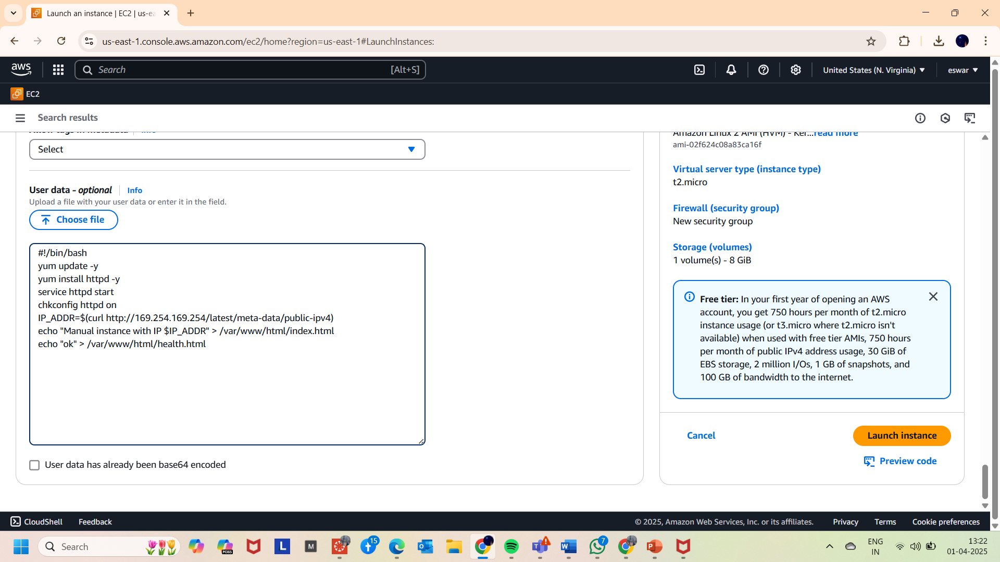 Launch an instance | EC2 | us-ea
us-east-1.console.aws.amazon.com/ec2/home?region=us-east-1#LaunchInstances:
aws
Search
[Alt+S]
United States (N. Virginia)
eswar
EC2
Search results
Allow tags in metadata
Info
Select
User data - optional
Info
Upload a file with your user data or enter it in the field.
Choose file
#!/bin/bash
yum update -y
yum install httpd -y
service httpd start
chkconfig httpd on
IP_ADDR=$(curl http://169.254.169.254/latest/meta-data/public-ipv4)
echo "Manual instance with IP $IP_ADDR" > /var/www/html/index.html
echo "ok" > /var/www/html/health.html
User data has already been base64 encoded
Amazon Linux 2 AMI (HVM) - Ker...read more
ami-02f624c08a83ca16f
Virtual server type (instance type)
t2.micro
Firewall (security group)
New security group
Storage (volumes)
1 volume(s) - 8 GiB
Free tier: In your first year of opening an AWS
account, you get 750 hours per month of t2.micro
instance usage (or t3.micro where t2.micro isn't
available) when used with free tier AMIs, 750 hours
per month of public IPv4 address usage, 30 GiB of
EBS storage, 2 million I/Os, 1 GB of snapshots, and
100 GB of bandwidth to the internet.
Cancel
Launch instance
Preview code
CloudShell
Feedback
© 2025, Amazon Web Services, Inc. or its affiliates.
Privacy
Terms
Cookie preferences
Search
M365
L
M
15
7
ENG
IN
13:22
01-04-2025